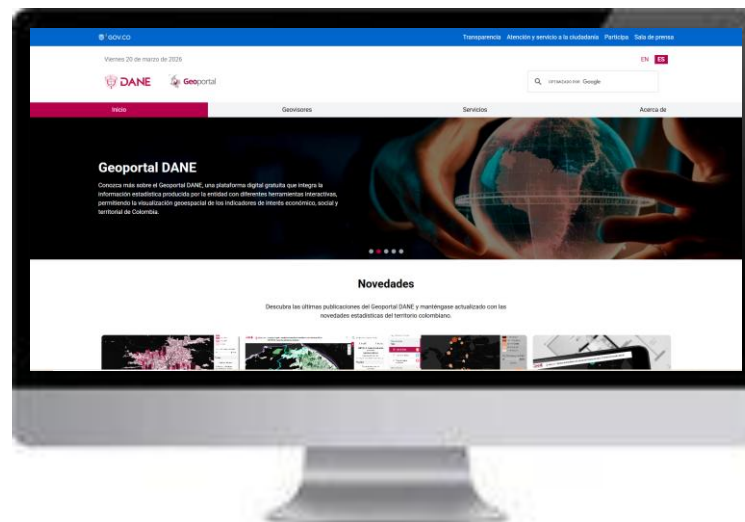 GOV.CO
Transparencia Atención y servicio a la ciudadanía Participa Sala de prensa
Viernes 20 de marzo de 2026
EN ES
DANE Geoportal
Google
Inicio Geovisores Servicios Acerca de
Geoportal DANE
Conozca más sobre el Geoportal DANE, una plataforma digital gratuita que integra la
información estadística producida por la entidad con diferentes herramientas interactivas,
permitiendo la visualización geoespacial de los indicadores de interés económico, social y
territorial de Colombia.
Novedades
Descubra las últimas publicaciones del Geoportal DANE y manténgase actualizado con las
novedades estadísticas del territorio colombiano.